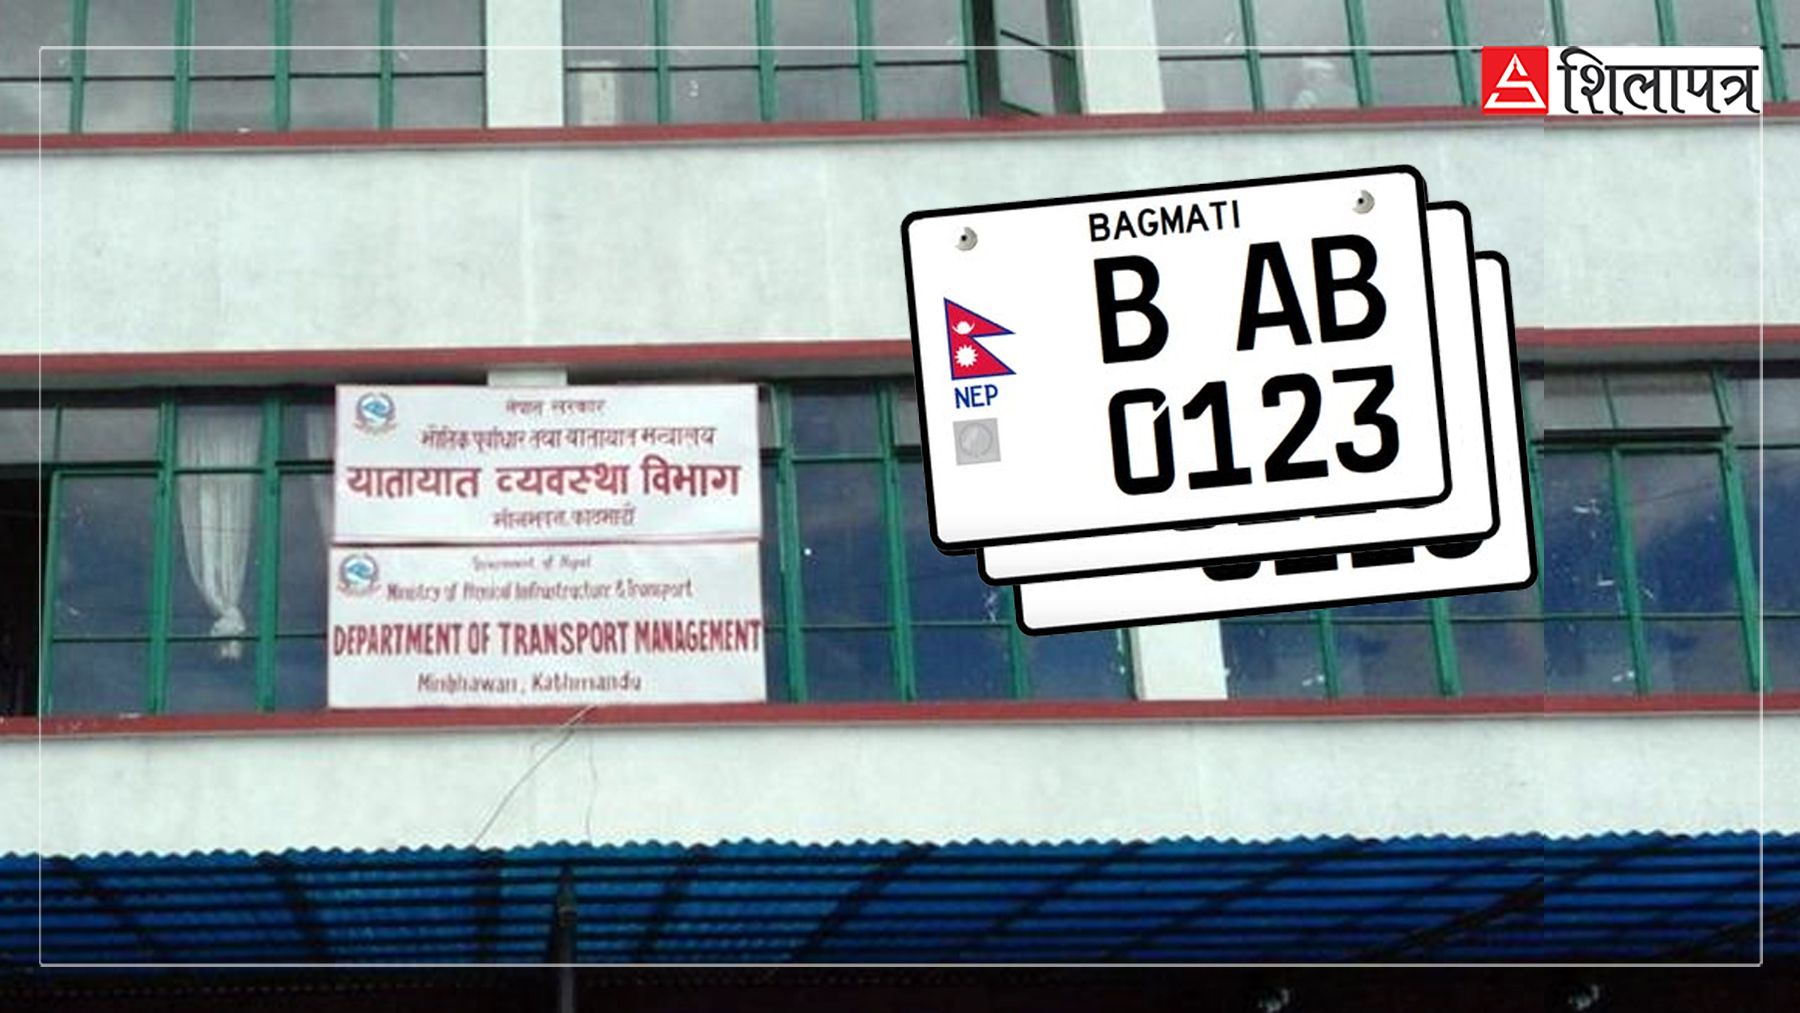 शिलापत्र
BAGMATI
B AB
0123
NEP
नेपाल सरकार
भौतिक पूर्वाधार तथा यातायात मन्त्रालय
यातायात व्यवस्था विभाग
मीनभवन, काठमाडौं
Government of Nepal
Ministry of Physical Infrastructure & Transport
DEPARTMENT OF TRANSPORT MANAGEMENT
Minbhawan, Kathmandu